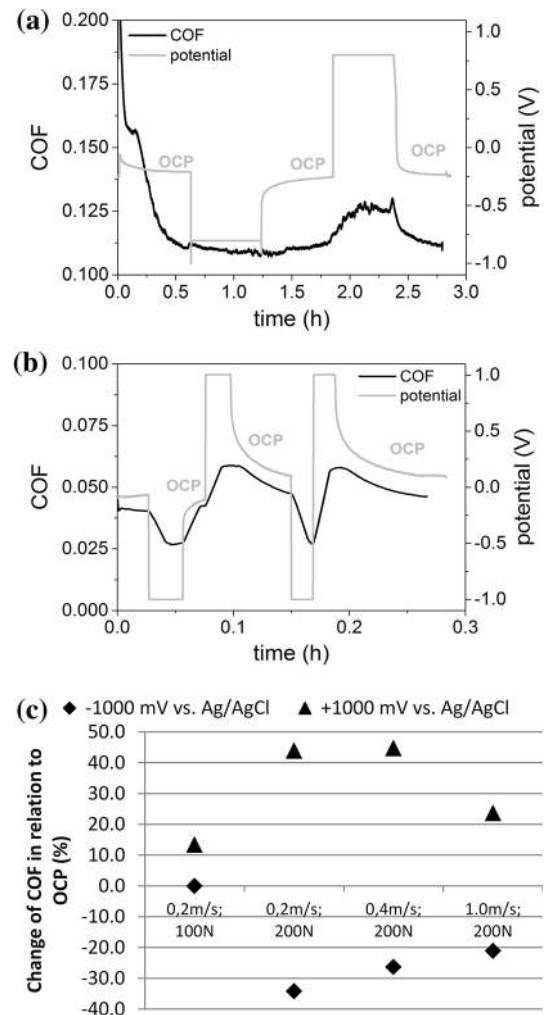 (a)
0.200
0.175
0.150
0.125
0.100
COF
COF
potential
OCP
OCP
OCP
1.0
0.5
0.0
-0.5
-1.0
potential (V)
0.0 0.5 1.0 1.5 2.0 2.5 3.0
time (h)
(b)
0.100
0.075
0.050
0.025
0.000
COF
COF
potential
OCP
OCP
OCP
1.0
0.5
0.0
-0.5
-1.0
potential (V)
0.0 0.1 0.2 0.3
time (h)
(c)
-1000 mV vs. Ag/AgCl +1000 mV vs. Ag/AgCl
Change of COF in relation to
OCP (%)
50.0
40.0
30.0
20.0
10.0
0.0
-10.0
-20.0
-30.0
-40.0
0,2m/s; 0,2m/s; 0,4m/s; 1.0m/s;
100N 200N 200N 200N